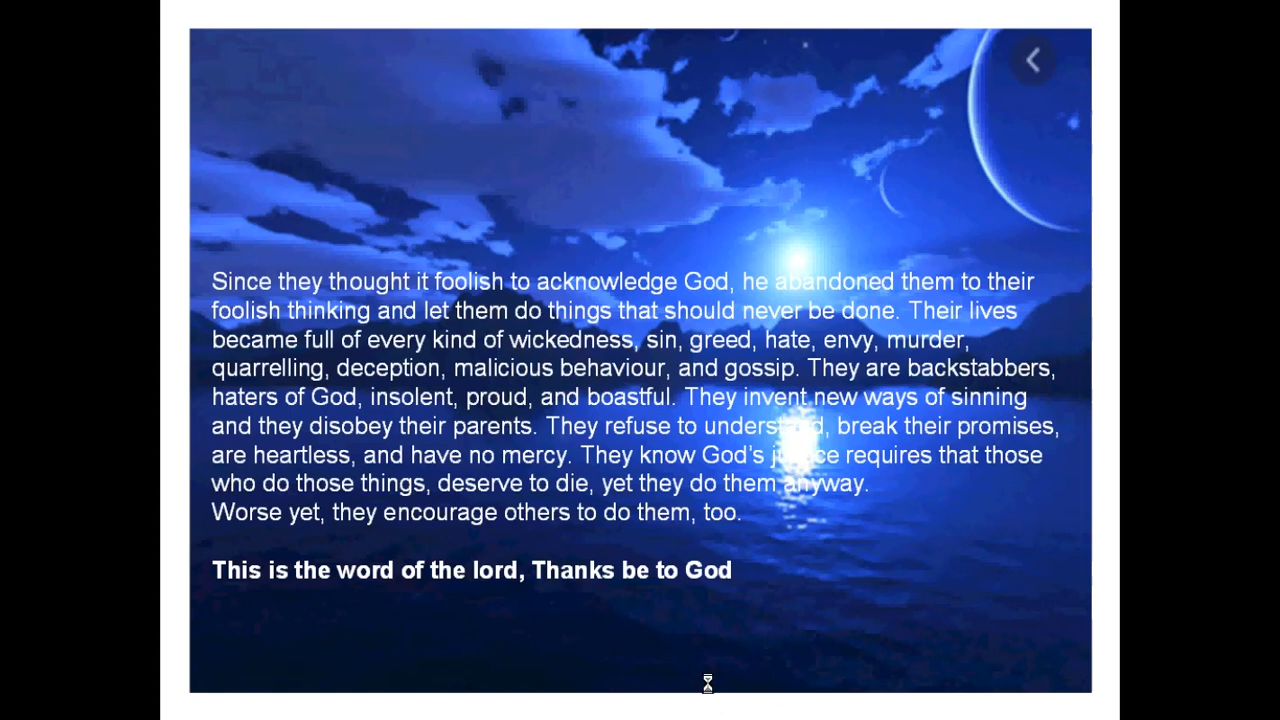 Since they thought it foolish to acknowledge God, he abandoned them to their
foolish thinking and let them do things that should never be done. Their lives
became full of every kind of wickedness, sin, greed, hate, envy, murder,
quarrelling, deception, malicious behaviour, and gossip. They are backstabbers,
haters of God, insolent, proud, and boastful. They invent new ways of sinning
and they disobey their parents. They refuse to understand, break their promises,
are heartless, and have no mercy. They know God's justice requires that those
who do those things, deserve to die, yet they do them anyway.
Worse yet, they encourage others to do them, too.
This is the word of the lord, Thanks be to God